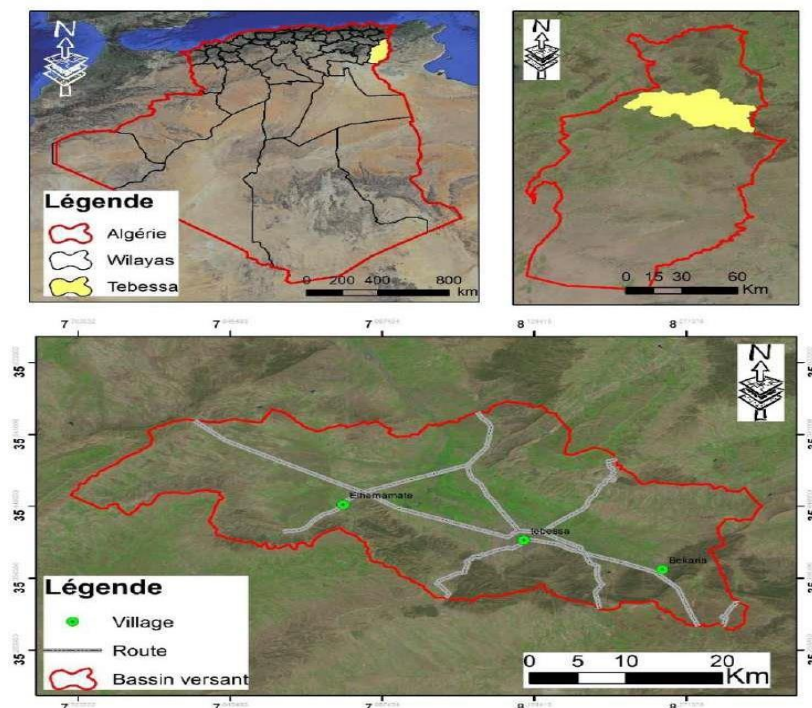 N
Légende
Algérie
Wilayas
Tebessa
0 200 400 800
km
N
0 15 30 60
Km
7 7 7 8 8
N
35
35
35
35
35
Elhamamate
tebessa
Bekaria
Légende
Village
Route
Bassin versant
0 5 10 20
Km